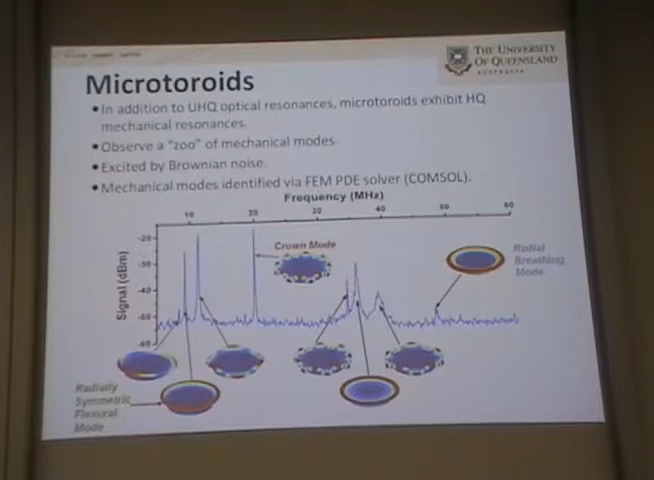 THE UNIVERSITY
OF QUEENSLAND
AUSTRALIA
Microtoroids
• In addition to UHQ optical resonances, microtoroids exhibit HQ
mechanical resonances.
• Observe a "zoo" of mechanical modes
• Excited by Brownian noise.
• Mechanical modes identified via FEM PDE solver (COMSOL).
Frequency (MHz)
10 20 30 40 50 60
Signal (dBm)
-20
-30
-40
-50
-60
Crown Mode
Radial
Breathing
Mode
Radially
Symmetric
Flexural
Mode